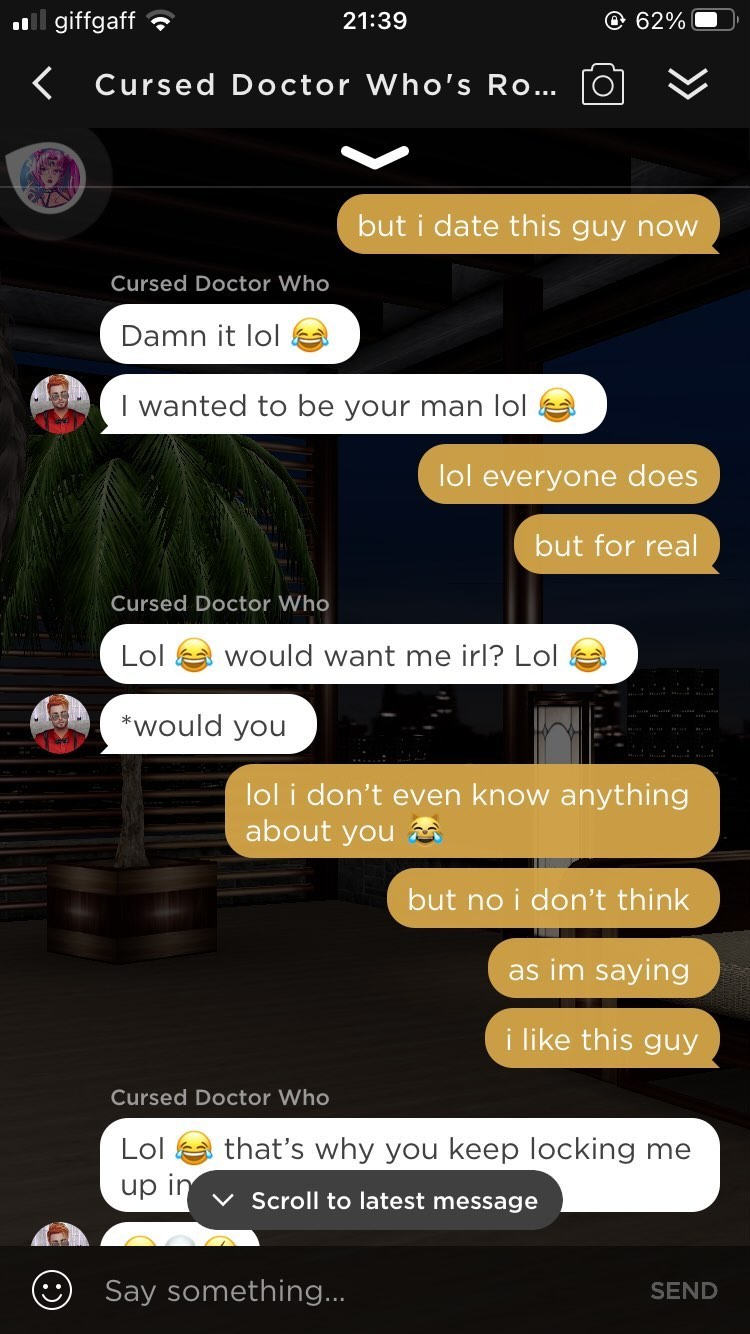 giffgaff 21:39 62%
Cursed Doctor Who's Ro...
but i date this guy now
Cursed Doctor Who
Damn it lol 😂
I wanted to be your man lol 😂
lol everyone does
but for real
Cursed Doctor Who
Lol 😂 would want me irl? Lol 😂
*would you
lol i don’t even know anything
about you 😹
but no i don’t think
as im saying
i like this guy
Cursed Doctor Who
Lol 😂 that’s why you keep locking me
up in
Scroll to latest message
Say something... SEND